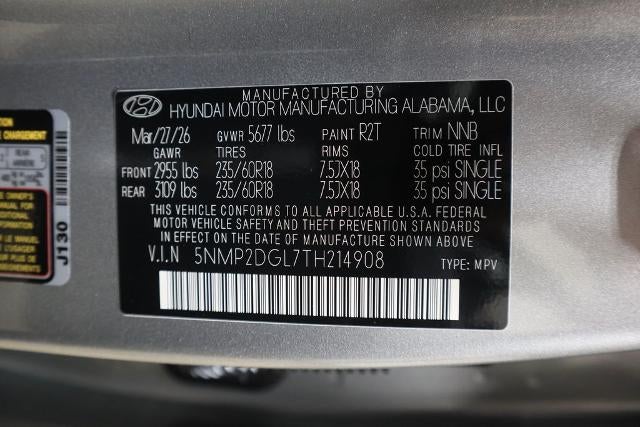 MANUFACTURED BY
HYUNDAI MOTOR MANUFACTURING ALABAMA, LLC
Mar/27/26 GVWR 5677 lbs PAINT R2T TRIM NNB
GAWR TIRES RIMS COLD TIRE INFL
FRONT 2955 lbs 235/60R18 7.5JX18 35 psi SINGLE
REAR 3109 lbs 235/60R18 7.5JX18 35 psi SINGLE
THIS VEHICLE CONFORMS TO ALL APPLICABLE U.S.A. FEDERAL
MOTOR VEHICLE SAFETY AND THEFT PREVENTION STANDARDS
IN EFFECT ON THE DATE OF MANUFACTURE SHOWN ABOVE.
V.I.N 5NMP2DGL7TH214908 TYPE: MPV
J130